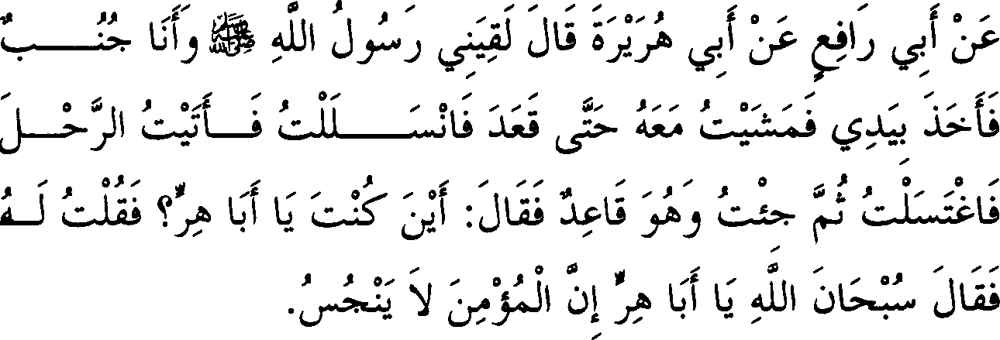 عَنْ أَبِي رَافِعٍ عَنْ أَبِي هُرَيْرَةَ قَالَ لَقِيَنِي رَسُولُ اللَّهِ ﷺ وَأَنَا جُنُبٌ
فَأَخَذَ بِيَدِي فَمَشَيْتُ مَعَهُ حَتَّى قَعَدَ فَانْسَلَلْتُ فَأَتَيْتُ الرَّحْلَ
فَاغْتَسَلْتُ ثُمَّ جِئْتُ وَهُوَ قَاعِدٌ فَقَالَ: أَيْنَ كُنْتَ يَا أَبَا هِرٍّ؟ فَقُلْتُ لَهُ
فَقَالَ سُبْحَانَ اللَّهِ يَا أَبَا هِرٍّ إِنَّ الْمُؤْمِنَ لاَ يَنْجُسُ.